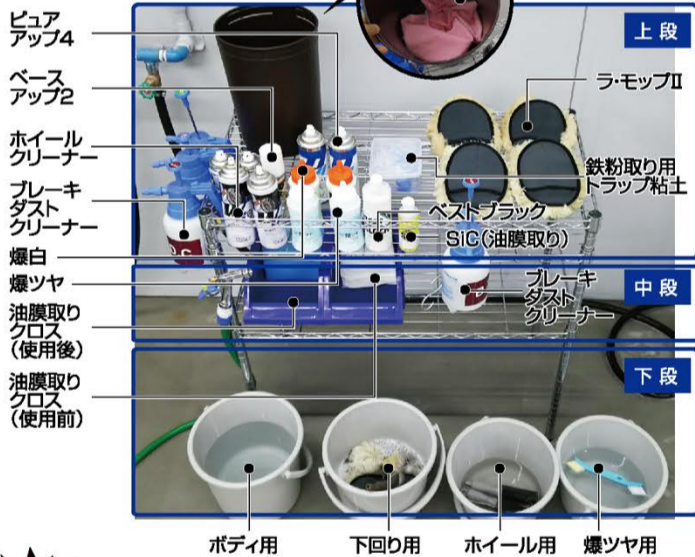 ピュア
アップ4
ベース
アップ2
ホイール
クリーナー
ブレーキ
ダスト
クリーナー
爆白
爆ツヤ
油膜取り
クロス
(使用後)
油膜取り
クロス
(使用前)
上段
ラ・モップⅡ
鉄粉取り用
トラップ粘土
ベストブラック
SiC(油膜取り)
中段
ブレーキ
ダスト
クリーナー
下段
ボディ用
下回り用
ホイール用
爆ツヤ用